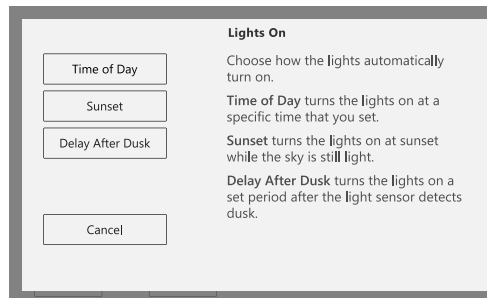 Lights On
Time of Day
Sunset
Delay After Dusk
Cancel
Choose how the lights automatically
turn on.
Time of Day turns the lights on at a
specific time that you set.
Sunset turns the lights on at sunset
while the sky is still light.
Delay After Dusk turns the lights on a
set period after the light sensor detects
dusk.